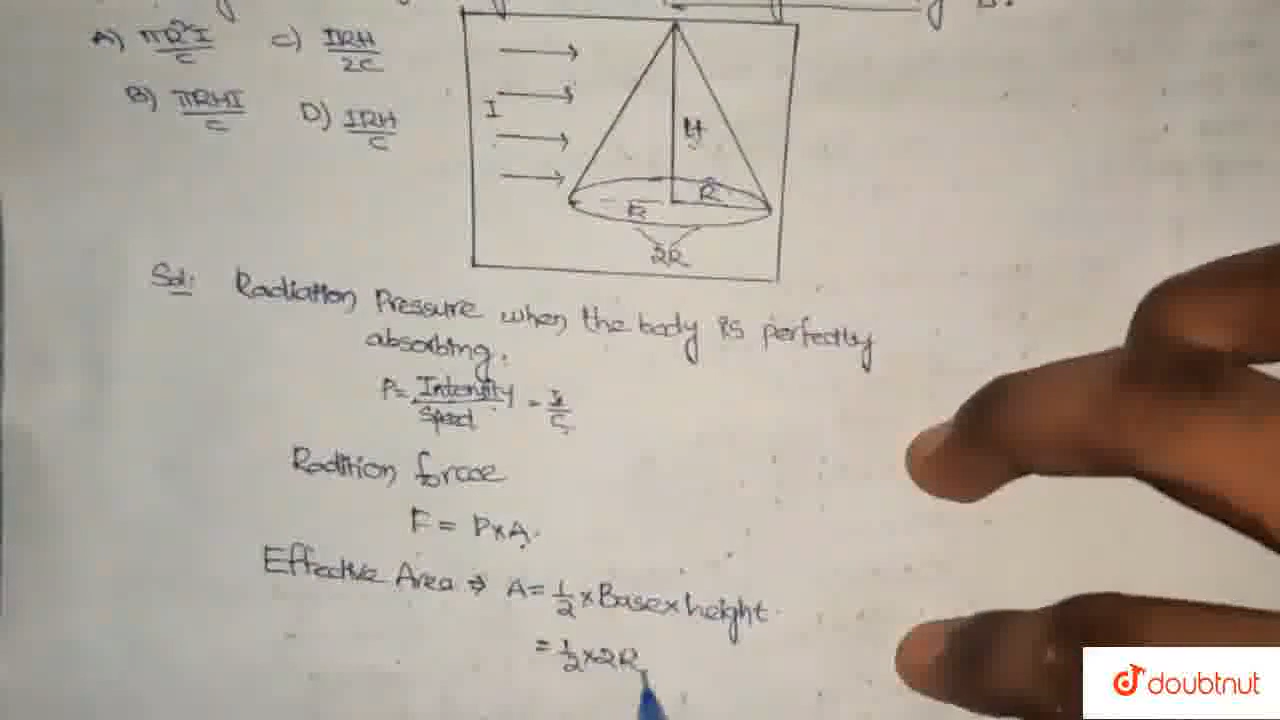 A) πR²I/C C) IRH/2C
B) πRHI/C D) IRH/C
I
H
R
R
2R
Sol: Radiation Pressure when the body is perfectly
absorbing.
P= Intensity/Speed = I/C
Radition force
F = P×A.
Effective Area ⇒ A = 1/2 × Base × height.
= 1/2 × 2R
doubtnut